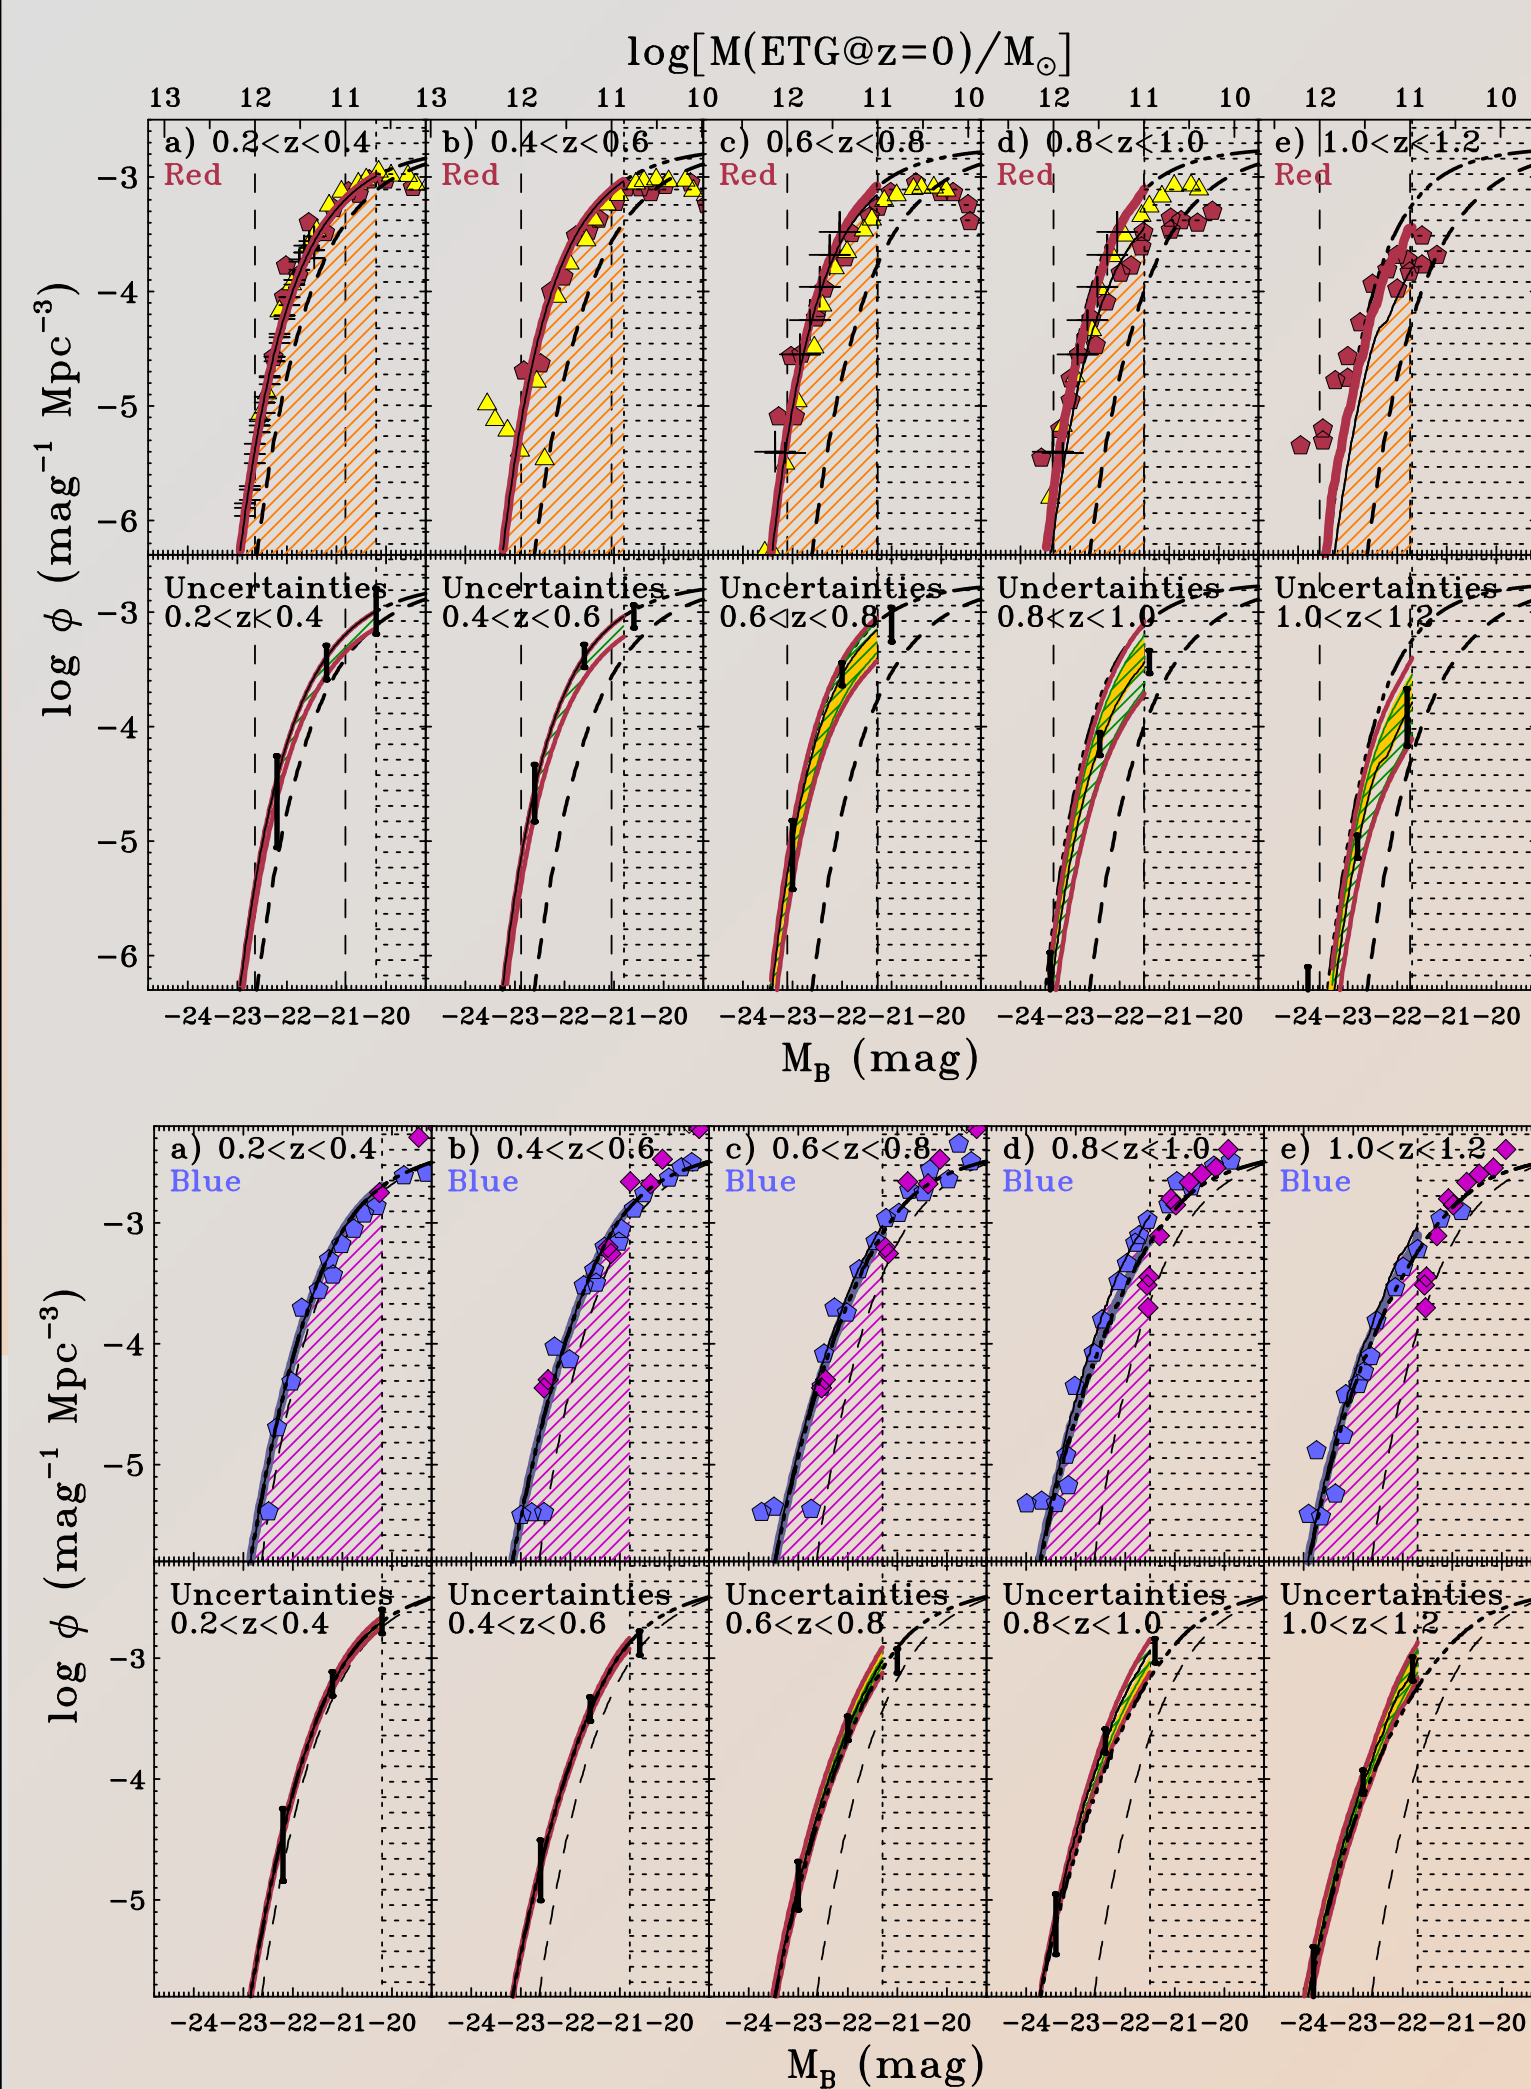 log[M(ETG@z=0)/M⊙]
13 12 11 13 12 11 10 12 11 10 12 11 10 12 11 10
a) 0.2<z<0.4 b) 0.4<z<0.6 c) 0.6<z<0.8 d) 0.8<z<1.0 e) 1.0<z<1.2
Red Red Red Red Red
−3
−4
−5
−6
log ϕ (mag⁻¹ Mpc⁻³)
Uncertainties Uncertainties Uncertainties Uncertainties Uncertainties
0.2<z<0.4 0.4<z<0.6 0.6<z<0.8 0.8<z<1.0 1.0<z<1.2
−3
−4
−5
−6
−24−23−22−21−20 −24−23−22−21−20 −24−23−22−21−20 −24−23−22−21−20 −24−23−22−21−20
M_B (mag)
a) 0.2<z<0.4 b) 0.4<z<0.6 c) 0.6<z<0.8 d) 0.8<z<1.0 e) 1.0<z<1.2
Blue Blue Blue Blue Blue
−3
−4
−5
log ϕ (mag⁻¹ Mpc⁻³)
Uncertainties Uncertainties Uncertainties Uncertainties Uncertainties
0.2<z<0.4 0.4<z<0.6 0.6<z<0.8 0.8<z<1.0 1.0<z<1.2
−3
−4
−5
−24−23−22−21−20 −24−23−22−21−20 −24−23−22−21−20 −24−23−22−21−20 −24−23−22−21−20
M_B (mag)